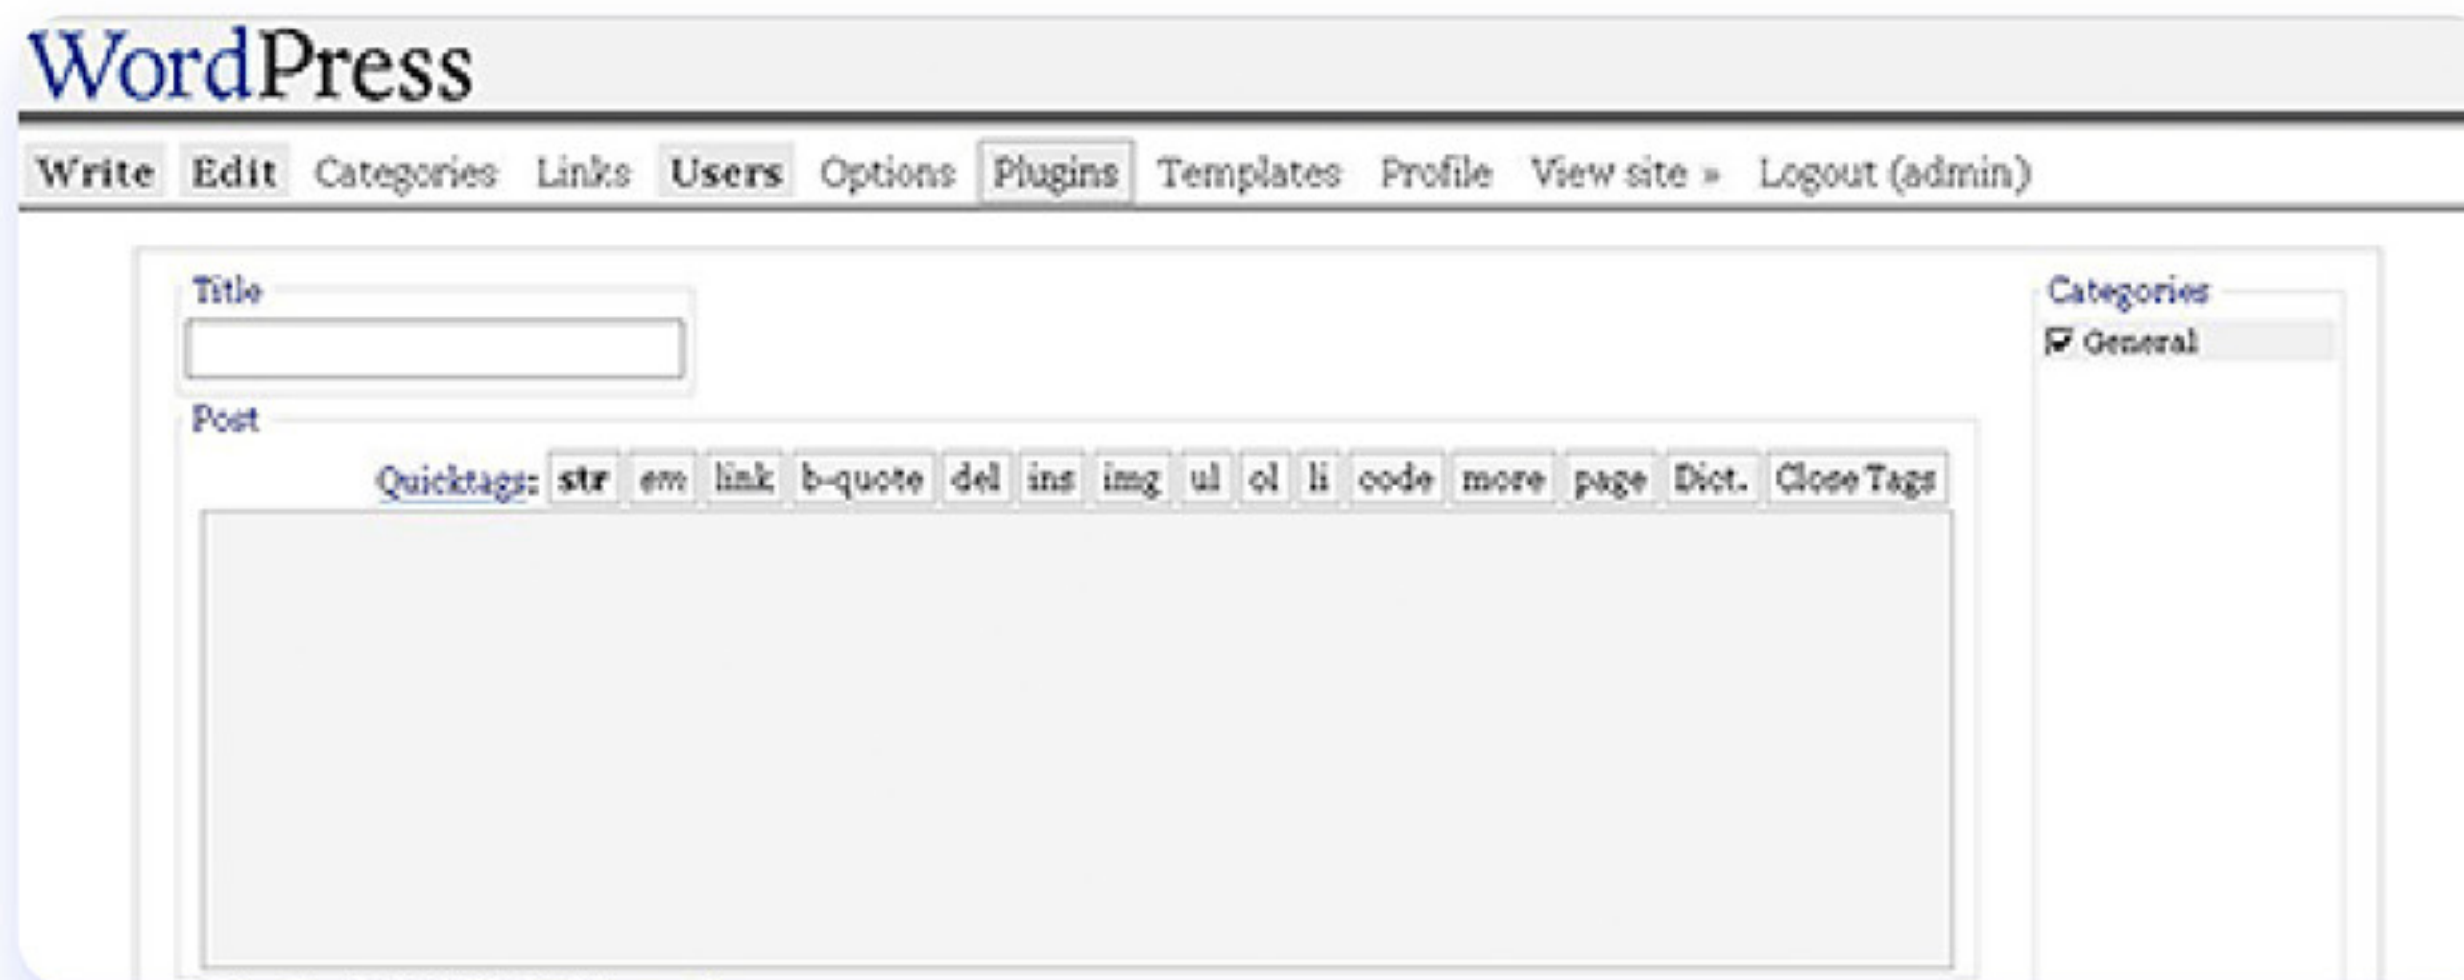 WordPress
Write Edit Categories Links Users Options Plugins Templates Profile View site » Logout (admin)
Title
Categories
General
Post
Quicktags: str em link b-quote del ins img ul ol li code more page Dict. Close Tags